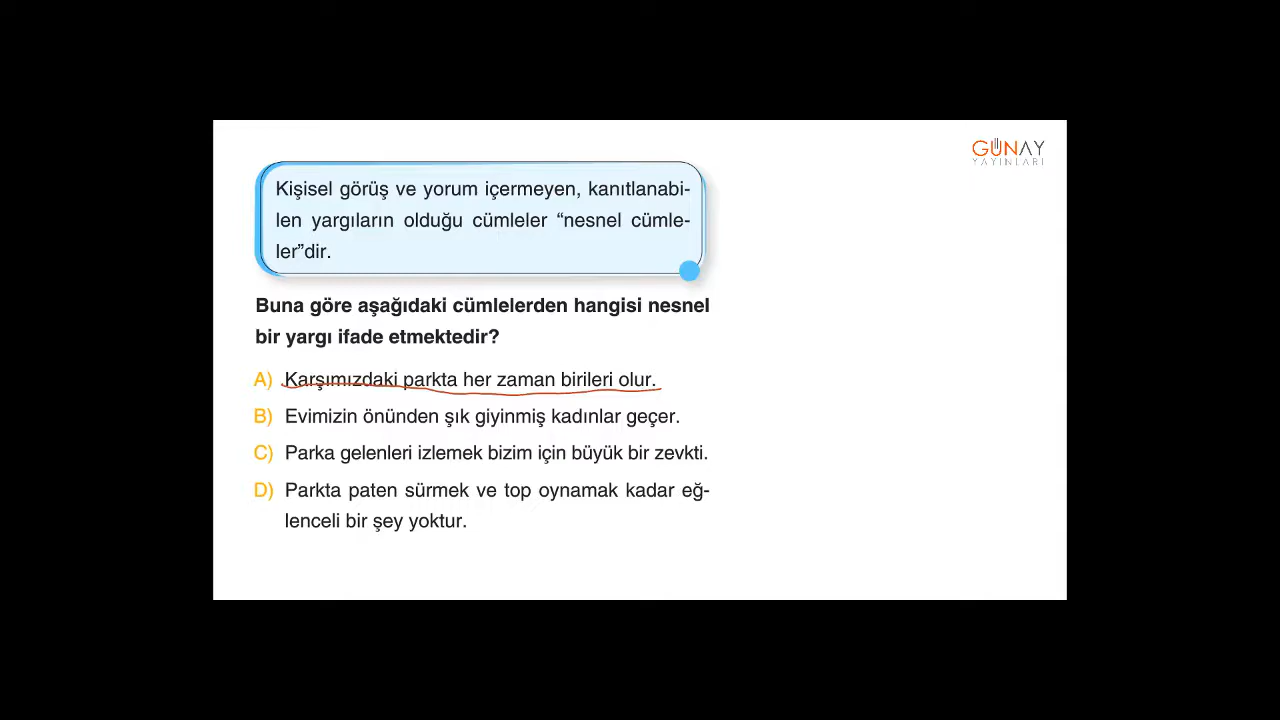 GÜNAY
YAYINLARI
Kişisel görüş ve yorum içermeyen, kanıtlanabi-
len yargıların olduğu cümleler “nesnel cümle-
ler”dir.
Buna göre aşağıdaki cümlelerden hangisi nesnel
bir yargı ifade etmektedir?
A) Karşımızdaki parkta her zaman birileri olur.
B) Evimizin önünden şık giyinmiş kadınlar geçer.
C) Parka gelenleri izlemek bizim için büyük bir zevkti.
D) Parkta paten sürmek ve top oynamak kadar eğ-
lenceli bir şey yoktur.